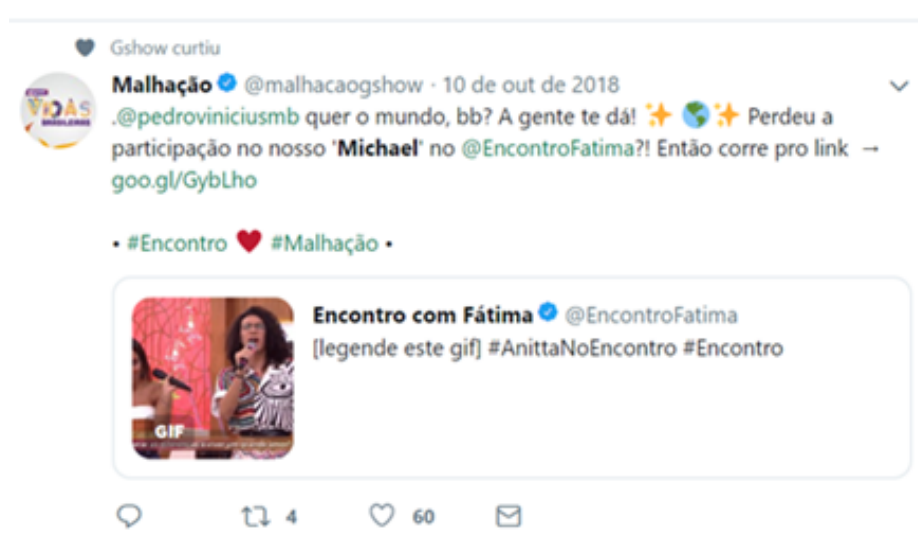 Gshow curtiu
Malhação @malhacaogshow · 10 de out de 2018
.@pedroviniciusmb quer o mundo, bb? A gente te dá! ✨ 🌎 ✨ Perdeu a
participação no nosso 'Michael' no @EncontroFatima?! Então corre pro link →
goo.gl/GybLho
• #Encontro ❤ #Malhação •
VIDAS
BRASILEIRAS
Encontro com Fátima @EncontroFatima
[legende este gif] #AnittaNoEncontro #Encontro
GIF
4 60